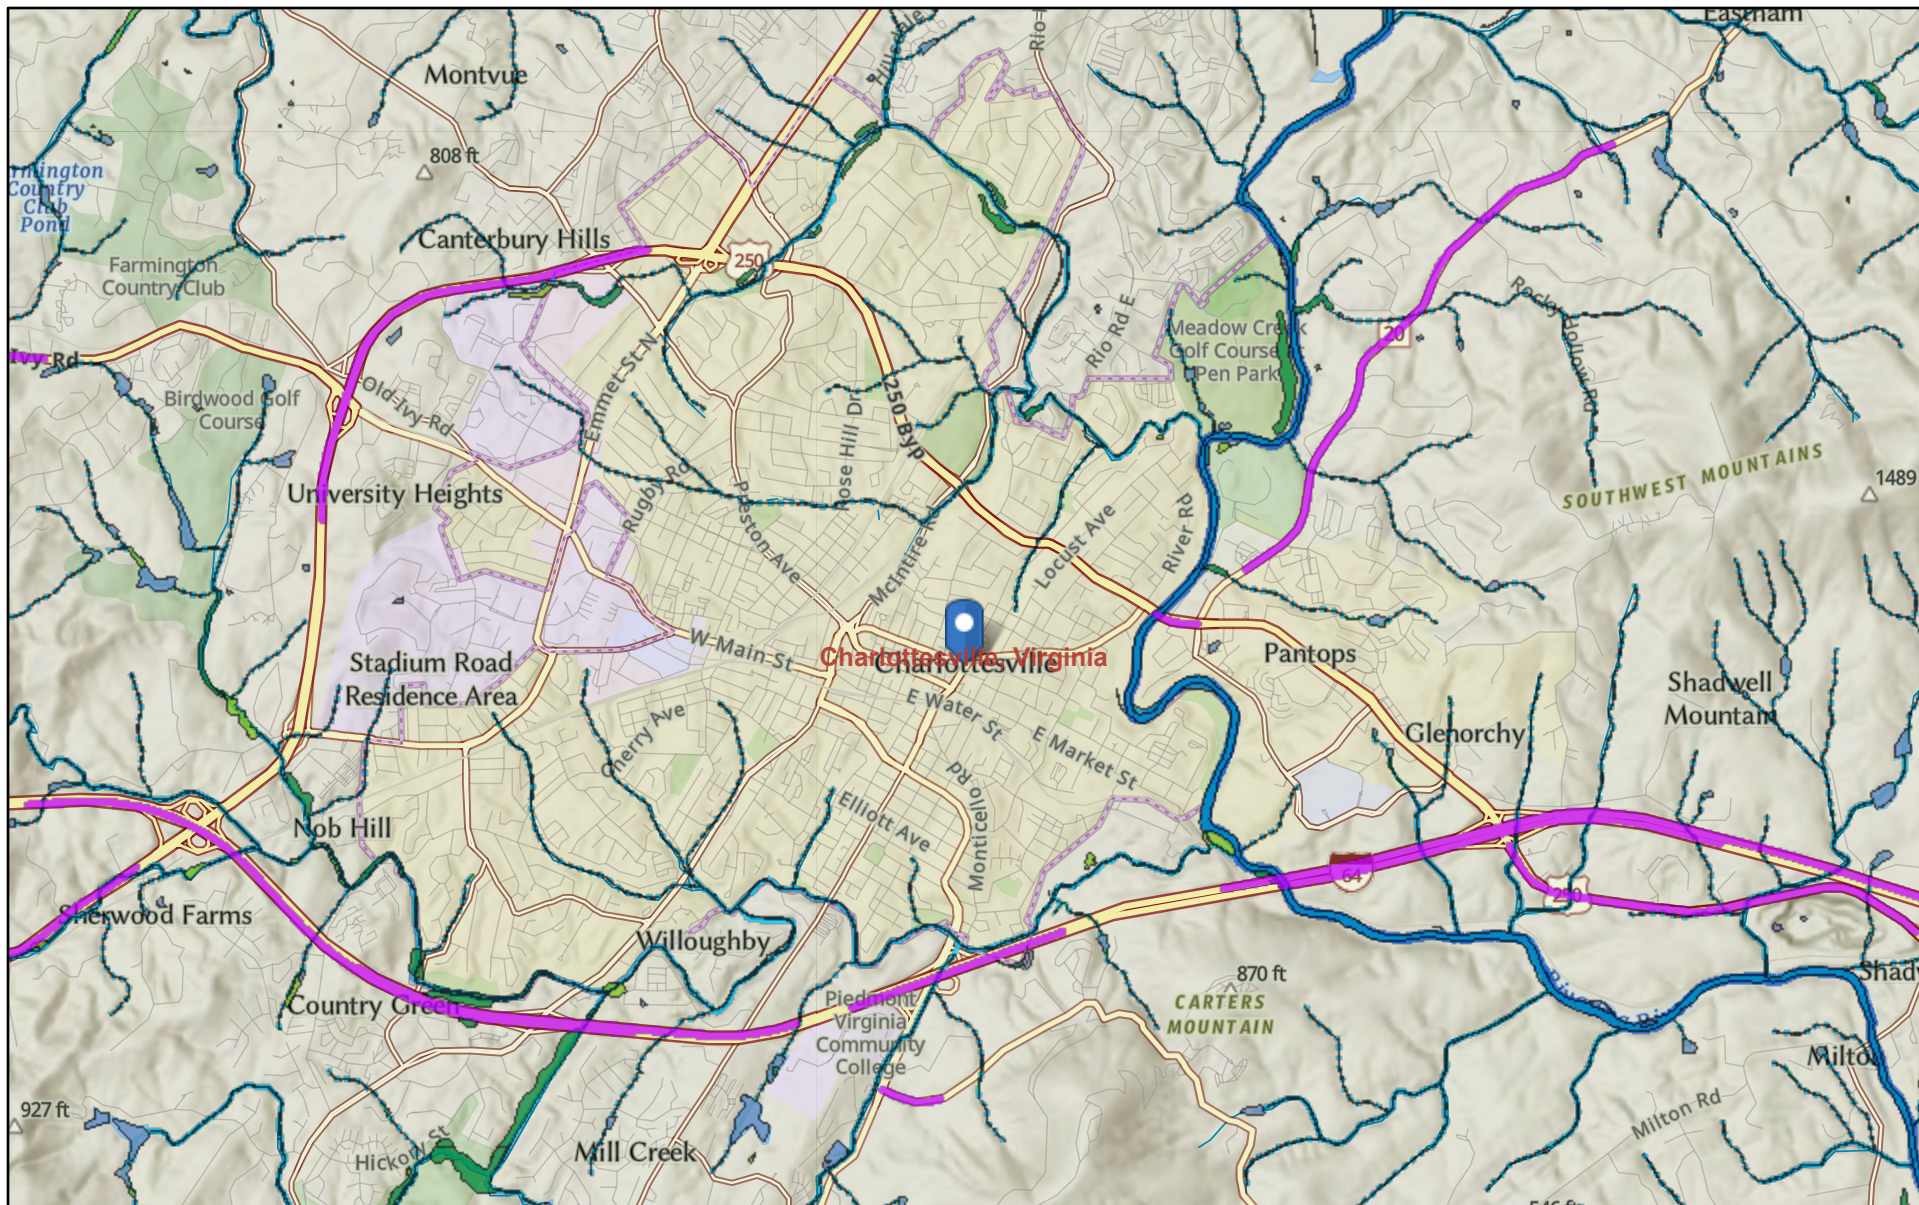 Eastham
Hillsdale
Montvue
808 ft
Country
Club
Pond
Canterbury Hills
250
Farmington
Country Club
Rocky Hollow Rd
Rio Rd E
Meadow Creek
Golf Course
Pen Park
20
Ivy Rd
Old Ivy Rd
Emmet St N
Birdwood Golf
Course
Rose Hill Dr
250 Byp
SOUTHWEST MOUNTAINS
1489
University Heights
Rugby Rd
Preston Ave
McIntire R
Locust Ave
River Rd
W Main St
Charlottesville, Virginia
Charlottesville
Pantops
Stadium Road
Residence Area
Shadwell
Mountain
E Water St
Cherry Ave
E Market St
Glenorchy
Monticello Rd
Elliott Ave
Nob Hill
64
250
Sherwood Farms
Willoughby
870 ft
CARTERS
MOUNTAIN
Country Green
Piedmont
Virginia
Community
College
927 ft
Milton Rd
Hickory St
Mill Creek